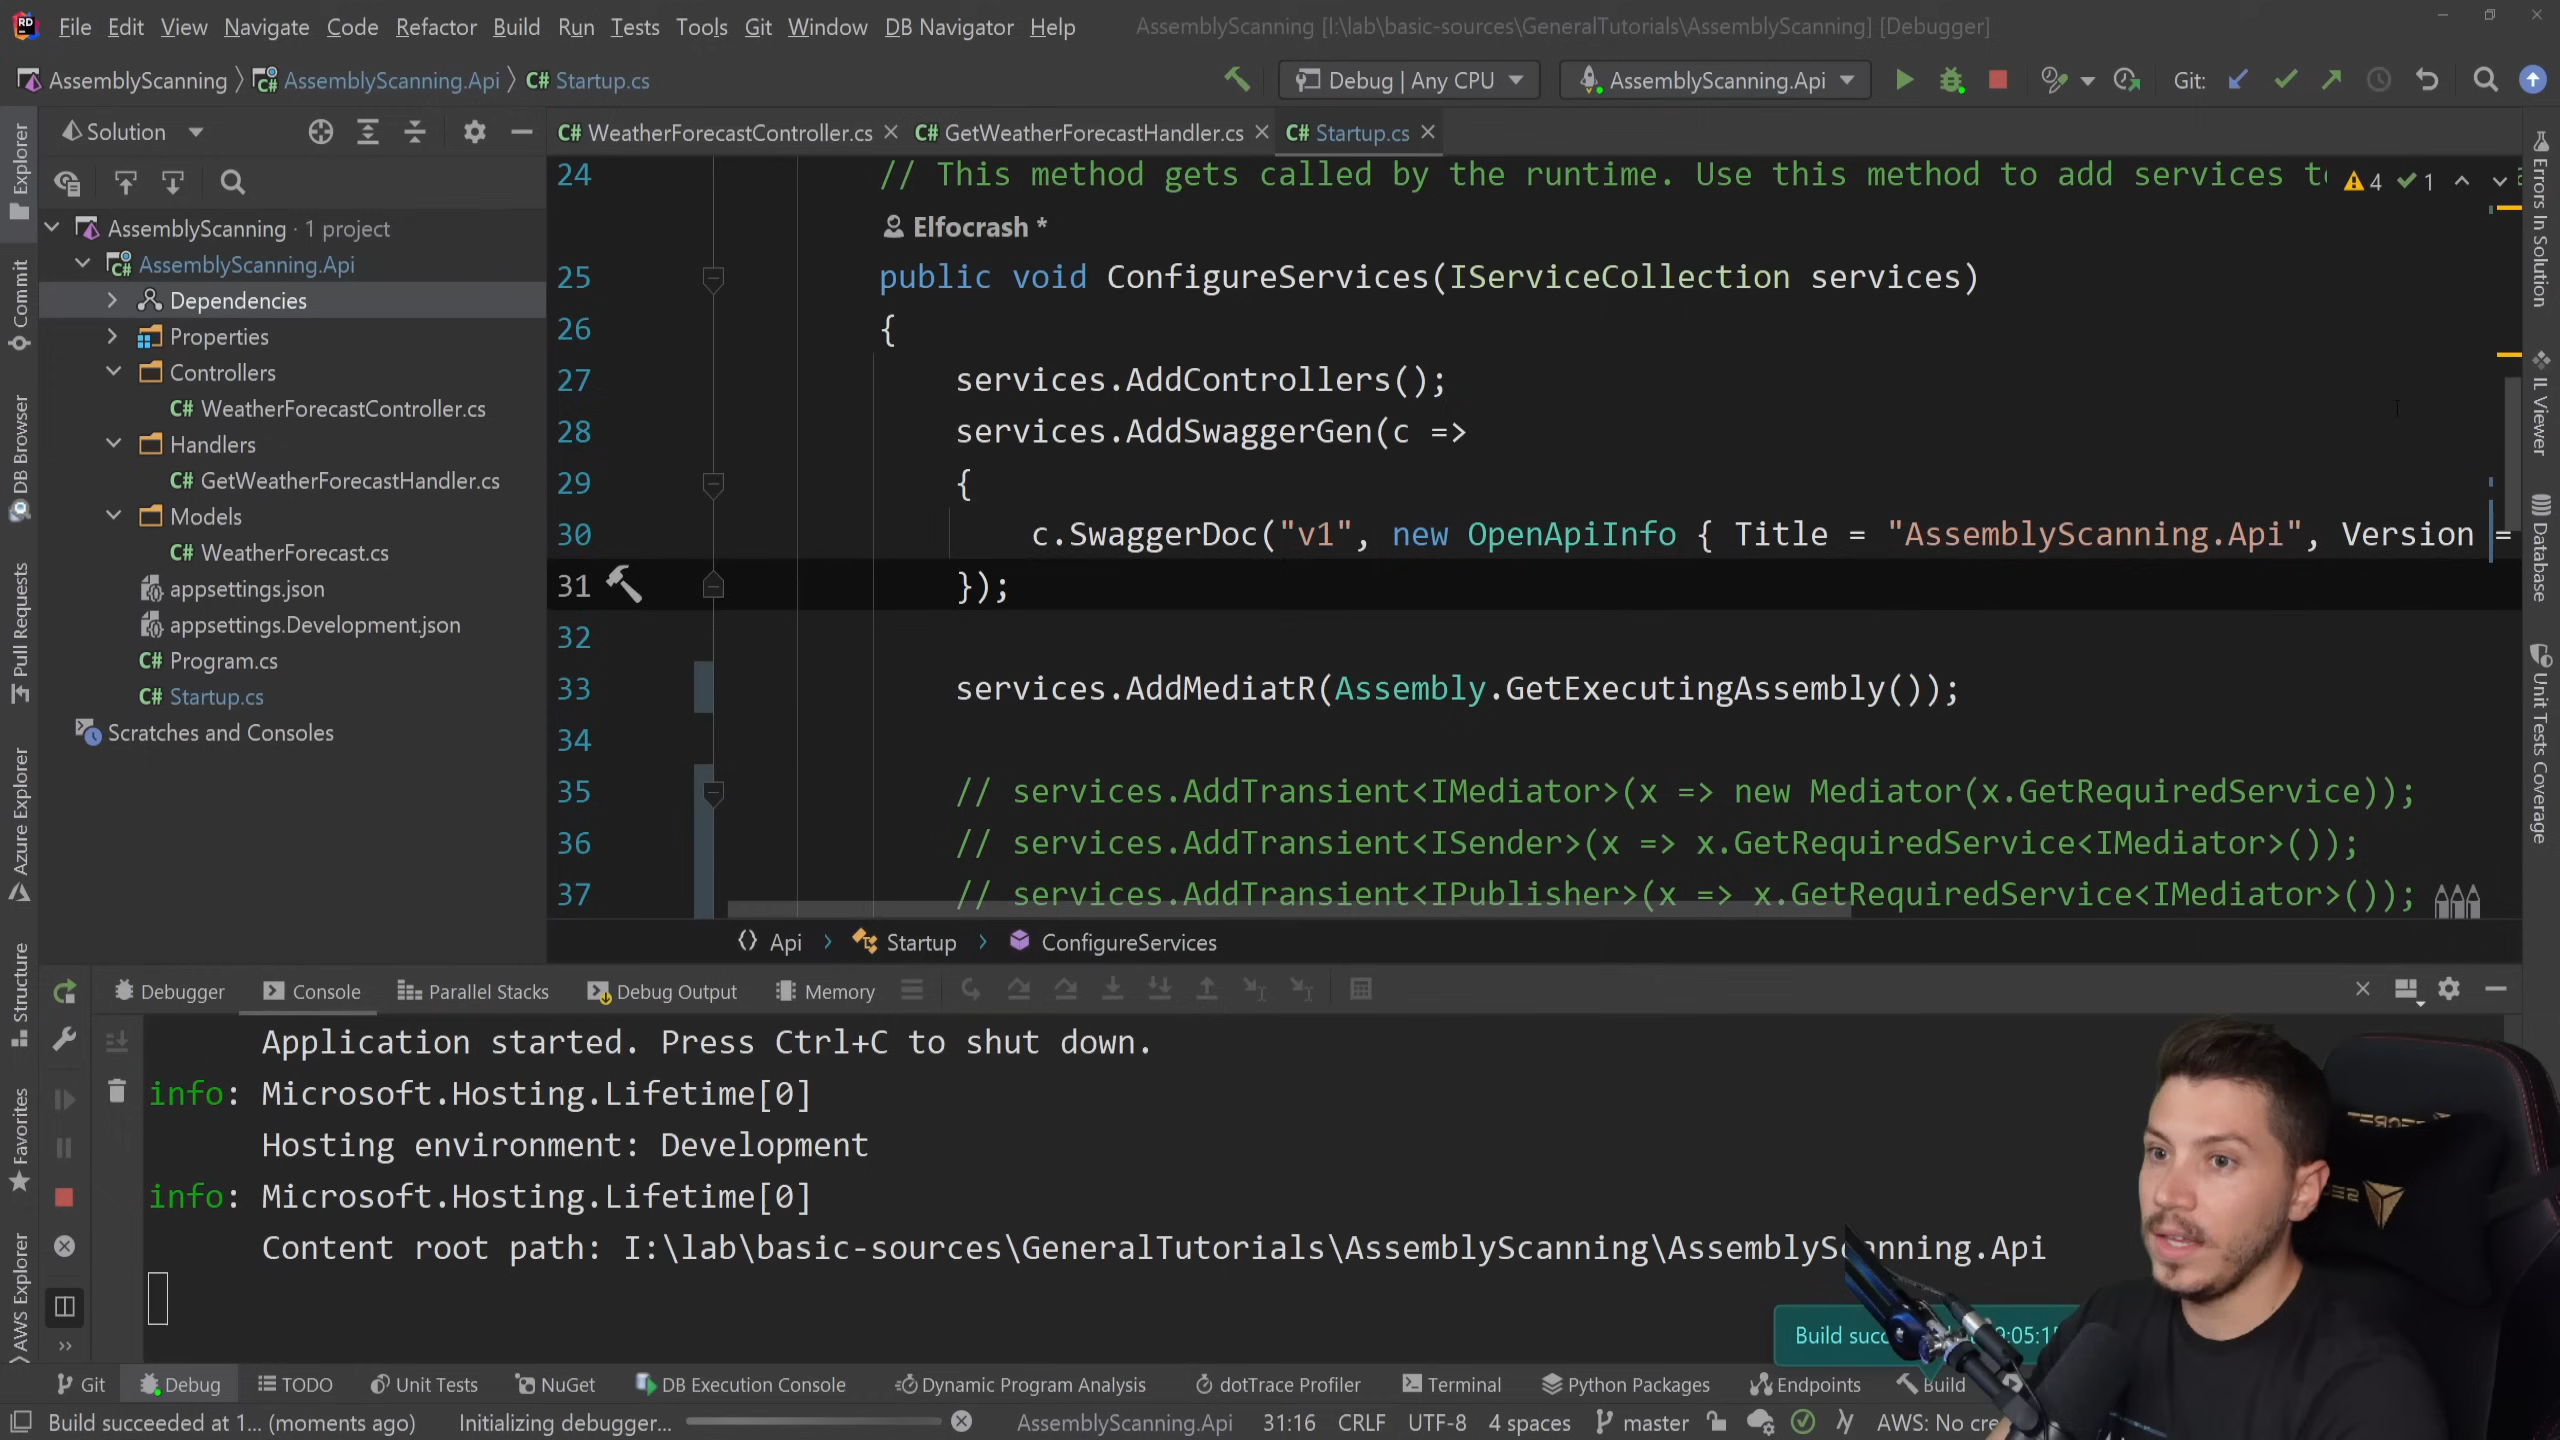 File Edit View Navigate Code Refactor Build Run Tests Tools Git Window DB Navigator Help AssemblyScanning [I:\lab\basic-sources\GeneralTutorials\AssemblyScanning] [Debugger]
AssemblyScanning AssemblyScanning.Api Startup.cs Debug | Any CPU AssemblyScanning.Api Git:
Solution
WeatherForecastController.cs GetWeatherForecastHandler.cs Startup.cs
AssemblyScanning · 1 project
AssemblyScanning.Api
Dependencies
Properties
Controllers
C# WeatherForecastController.cs
Handlers
C# GetWeatherForecastHandler.cs
Models
C# WeatherForecast.cs
appsettings.json
appsettings.Development.json
C# Program.cs
C# Startup.cs
Scratches and Consoles
24 // This method gets called by the runtime. Use this method to add services
4 1
Elfocrash *
25 public void ConfigureServices(IServiceCollection services)
26 {
27 services.AddControllers();
28 services.AddSwaggerGen(c =>
29 {
30 c.SwaggerDoc("v1", new OpenApiInfo { Title = "AssemblyScanning.Api", Version =
31 });
32
33 services.AddMediatR(Assembly.GetExecutingAssembly());
34
35 // services.AddTransient<IMediator>(x => new Mediator(x.GetRequiredService));
36 // services.AddTransient<ISender>(x => x.GetRequiredService<IMediator>());
37 // services.AddTransient<IPublisher>(x => x.GetRequiredService<IMediator>());
Api Startup ConfigureServices
Debugger Console Parallel Stacks Debug Output Memory
Application started. Press Ctrl+C to shut down.
info: Microsoft.Hosting.Lifetime[0]
Hosting environment: Development
info: Microsoft.Hosting.Lifetime[0]
Content root path: I:\lab\basic-sources\GeneralTutorials\AssemblyScanning\AssemblyScanning.Api
Build
Git Debug TODO Unit Tests NuGet DB Execution Console Dynamic Program Analysis dotTrace Profiler Terminal Python Packages Endpoints Build
Build succeeded at 1... (moments ago) Initializing debugger... AssemblyScanning.Api 31:16 CRLF UTF-8 4 spaces master AWS: No
Explorer
Commit
DB Browser
Pull Requests
Azure Explorer
Structure
Favorites
AWS Explorer
Errors In Solution
IL Viewer
Database
Unit Tests Coverage